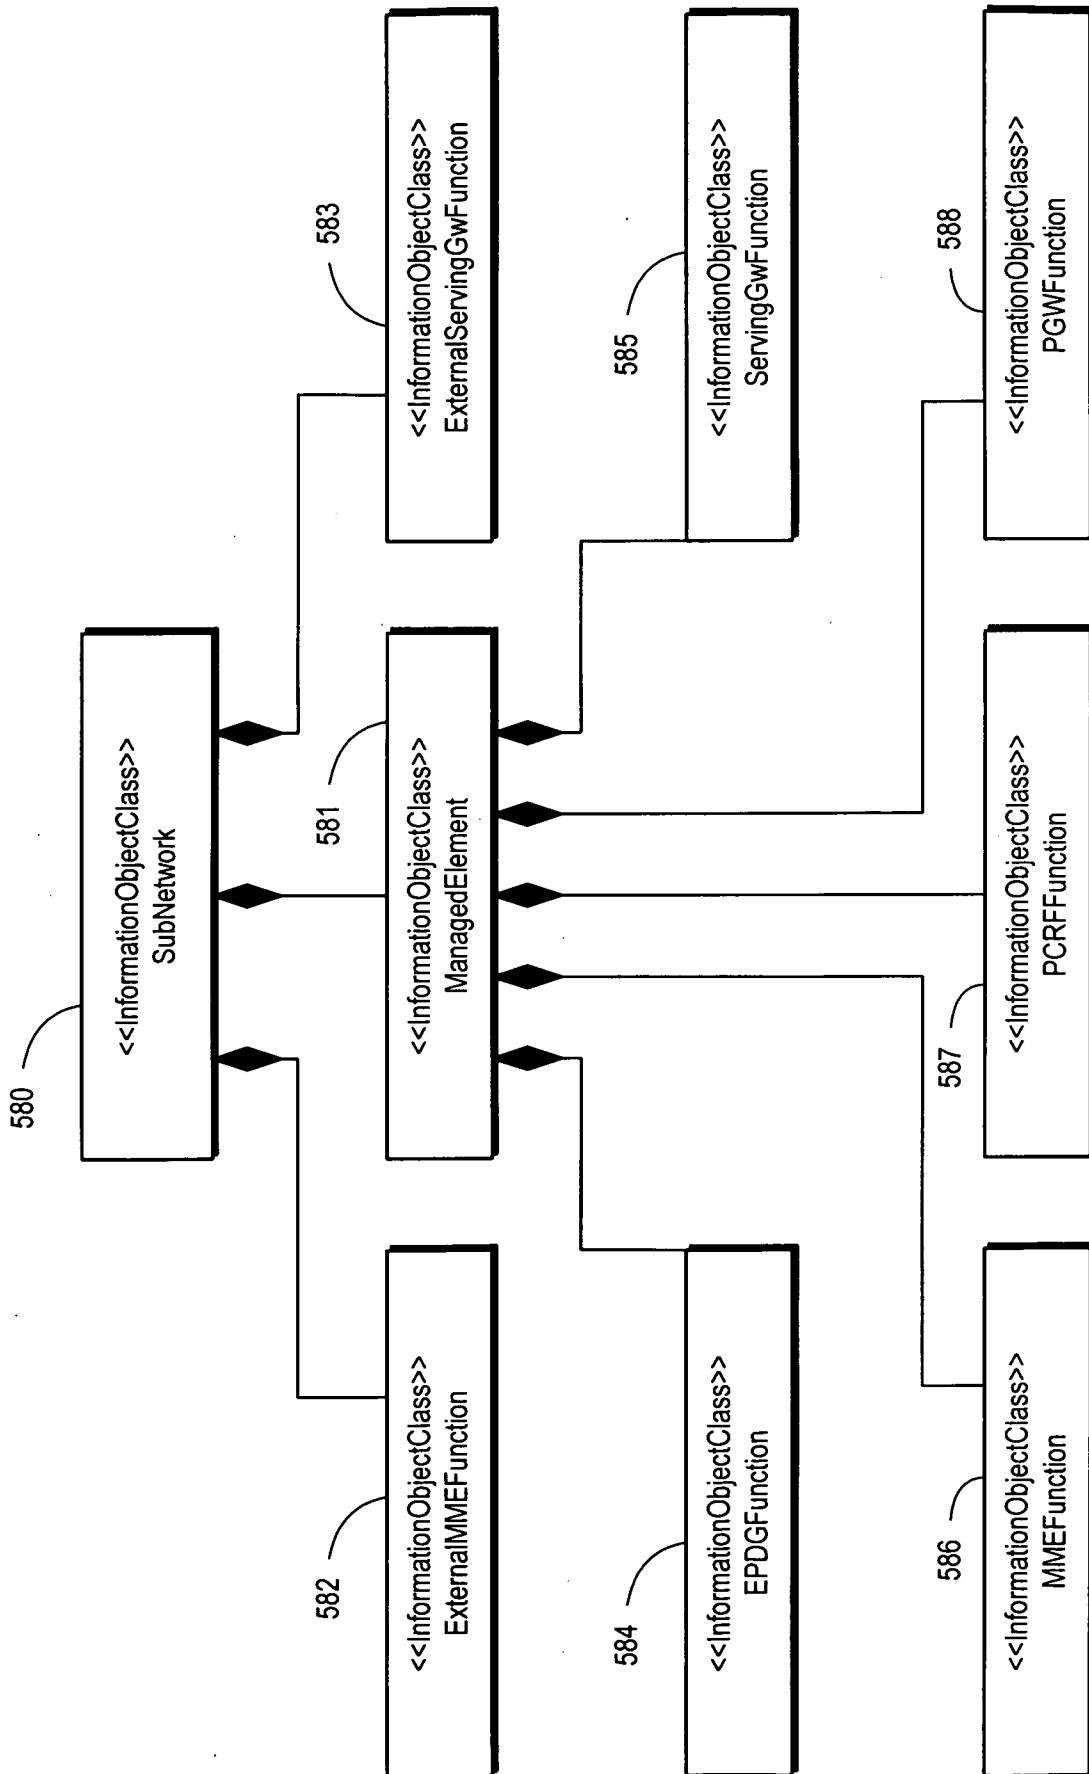 580
<<InformationObjectClass>>
SubNetwork
582
<<InformationObjectClass>>
ExternalMMEFunction
581
<<InformationObjectClass>>
ManagedElement
583
<<InformationObjectClass>>
ExternalServingGwFunction
584
<<InformationObjectClass>>
EPDGFunction
585
<<InformationObjectClass>>
ServingGwFunction
586
<<InformationObjectClass>>
MMEFunction
587
<<InformationObjectClass>>
PCRFFunction
588
<<InformationObjectClass>>
PGWFunction